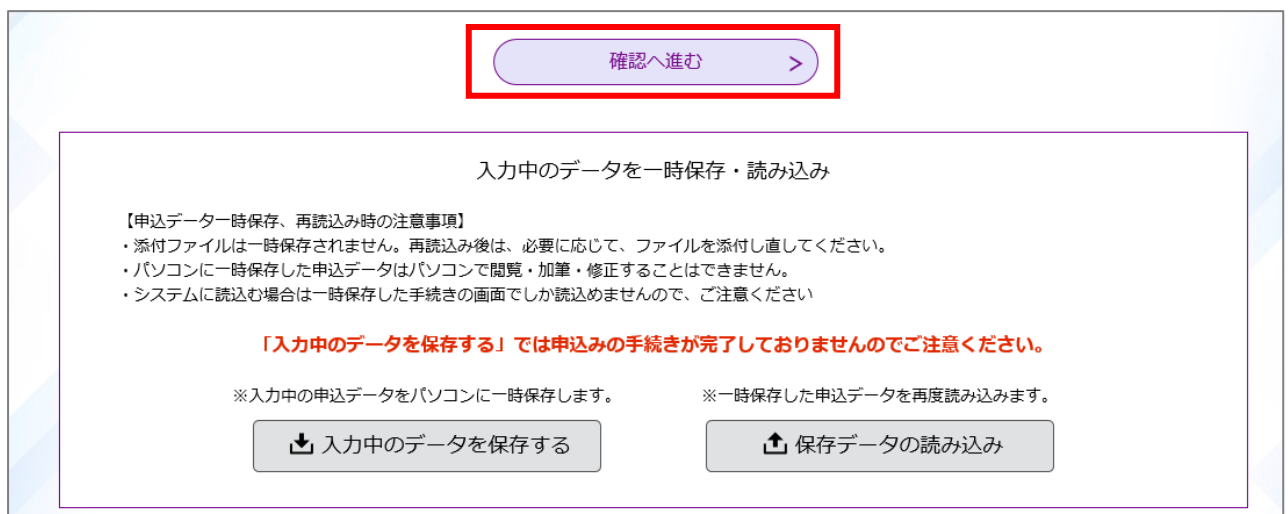 確認へ進む >
入力中のデータを一時保存・読み込み
【申込データ一時保存、再読込み時の注意事項】
・添付ファイルは一時保存されません。再読込み後は、必要に応じて、ファイルを添付し直してください。
・パソコンに一時保存した申込データはパソコンで閲覧・加筆・修正することはできません。
・システムに読込む場合は一時保存した手続きの画面でしか読込めませんので、ご注意ください
「入力中のデータを保存する」では申込みの手続きが完了しておりませんのでご注意ください。
※入力中の申込データをパソコンに一時保存します。
※一時保存した申込データを再度読み込みます。
入力中のデータを保存する
保存データの読み込み